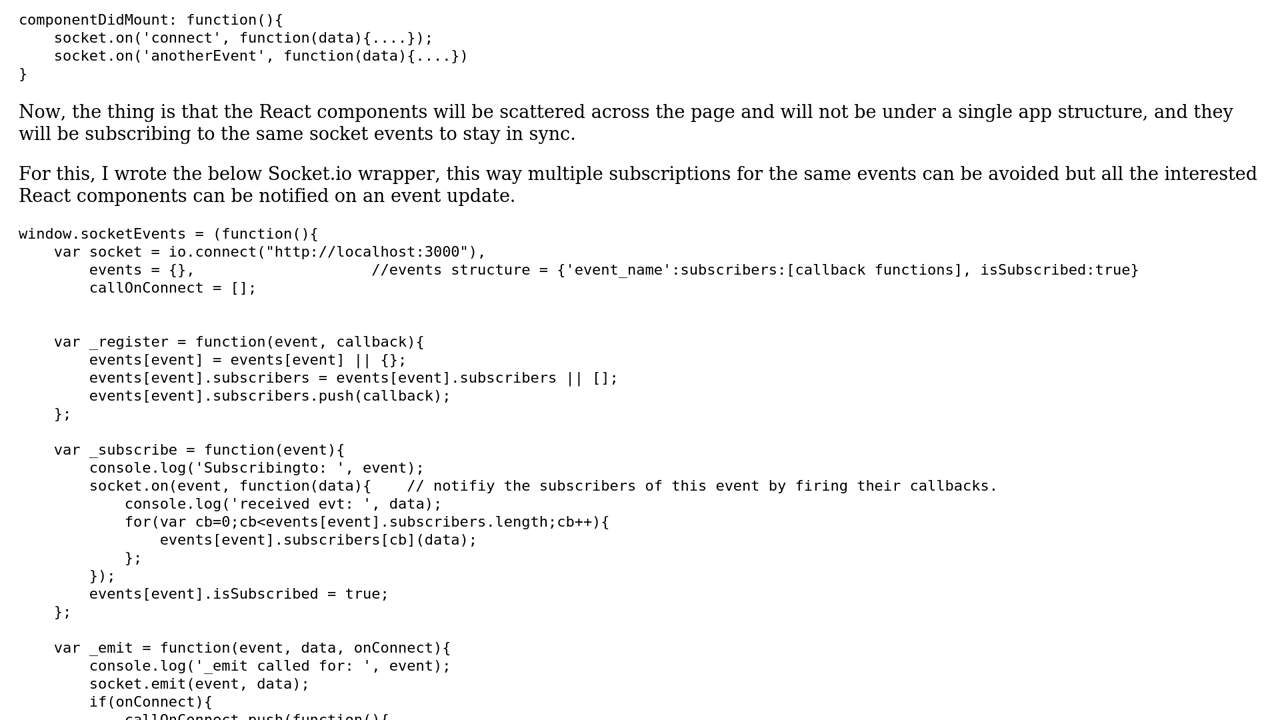 componentDidMount: function(){
    socket.on('connect', function(data){....});
    socket.on('anotherEvent', function(data){....})
}
Now, the thing is that the React components will be scattered across the page and will not be under a single app structure, and they
will be subscribing to the same socket events to stay in sync.
For this, I wrote the below Socket.io wrapper, this way multiple subscriptions for the same events can be avoided but all the interested
React components can be notified on an event update.
window.socketEvents = (function(){
    var socket = io.connect("http://localhost:3000"),
        events = {},                    //events structure = {'event_name':subscribers:[callback functions], isSubscribed:true}
        callOnConnect = [];
    var _register = function(event, callback){
        events[event] = events[event] || {};
        events[event].subscribers = events[event].subscribers || [];
        events[event].subscribers.push(callback);
    };
    var _subscribe = function(event){
        console.log('Subscribingto: ', event);
        socket.on(event, function(data){    // notifiy the subscribers of this event by firing their callbacks.
            console.log('received evt: ', data);
            for(var cb=0;cb<events[event].subscribers.length;cb++){
                events[event].subscribers[cb](data);
            };
        });
        events[event].isSubscribed = true;
    };
    var _emit = function(event, data, onConnect){
        console.log('_emit called for: ', event);
        socket.emit(event, data);
        if(onConnect){
            callOnConnect.push(function(){